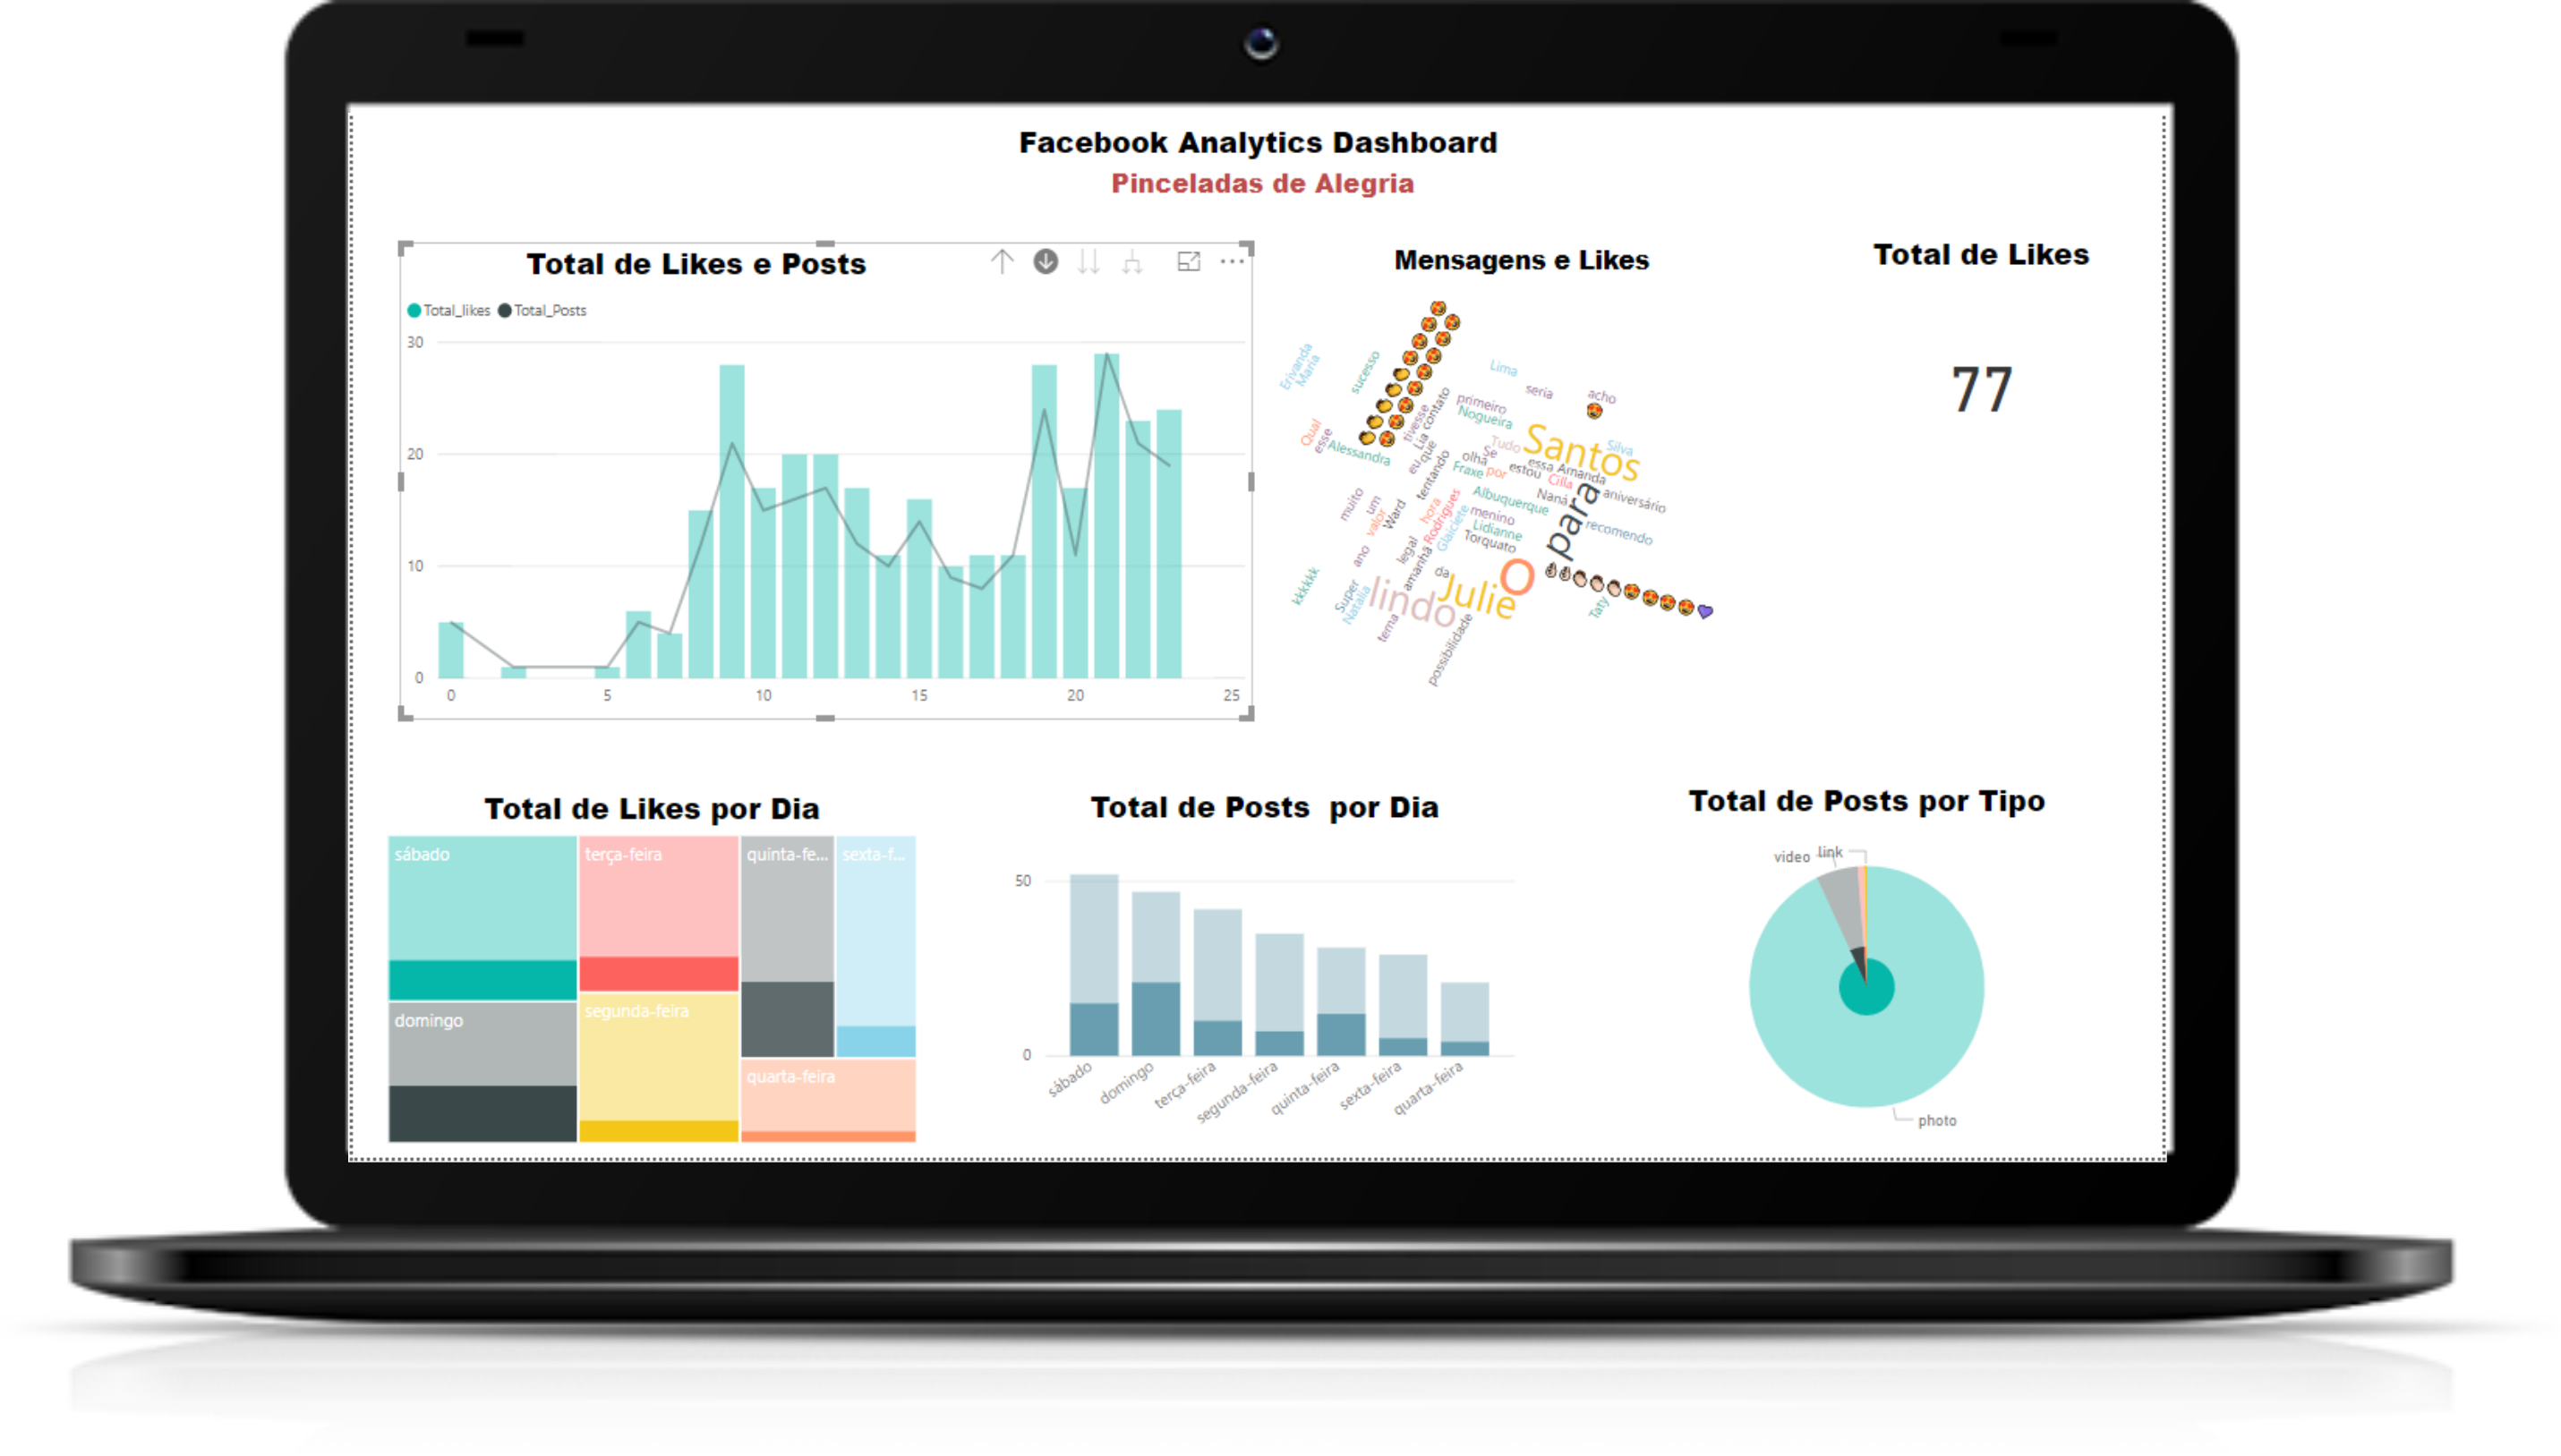 Facebook Analytics Dashboard
Pinceladas de Alegria
Total de Likes e Posts
Total_likes Total_Posts
30
20
10
0
0 5 10 15 20 25
Mensagens e Likes
Erivanda
Maria
sucesso
Lima
seria
acho
primeiro
Nogueira
tivesse
Lia contato
Qual
esse
Alessandra
eu que
tentando
Tudo
Se
Santos
Silva
olha
essa Amanda
Fraxe por estou
Cilla
Naná
aniversário
Albuquerque
para
recomendo
muito
um
valor
Ward
hora
Rodrigues
Glaiciete
menino
Lidianne
Torquato
legal
amanhã
ano
da
O
kkkkkk
Super
Natalia
lindo
Julie
Taty
tema
possibilidade
Total de Likes
77
Total de Likes por Dia
sábado
terça-feira
quinta-fe...
sexta-f...
domingo
segunda-feira
quarta-feira
Total de Posts por Dia
50
0
sábado
domingo
terça-feira
segunda-feira
quinta-feira
sexta-feira
quarta-feira
Total de Posts por Tipo
video link
photo